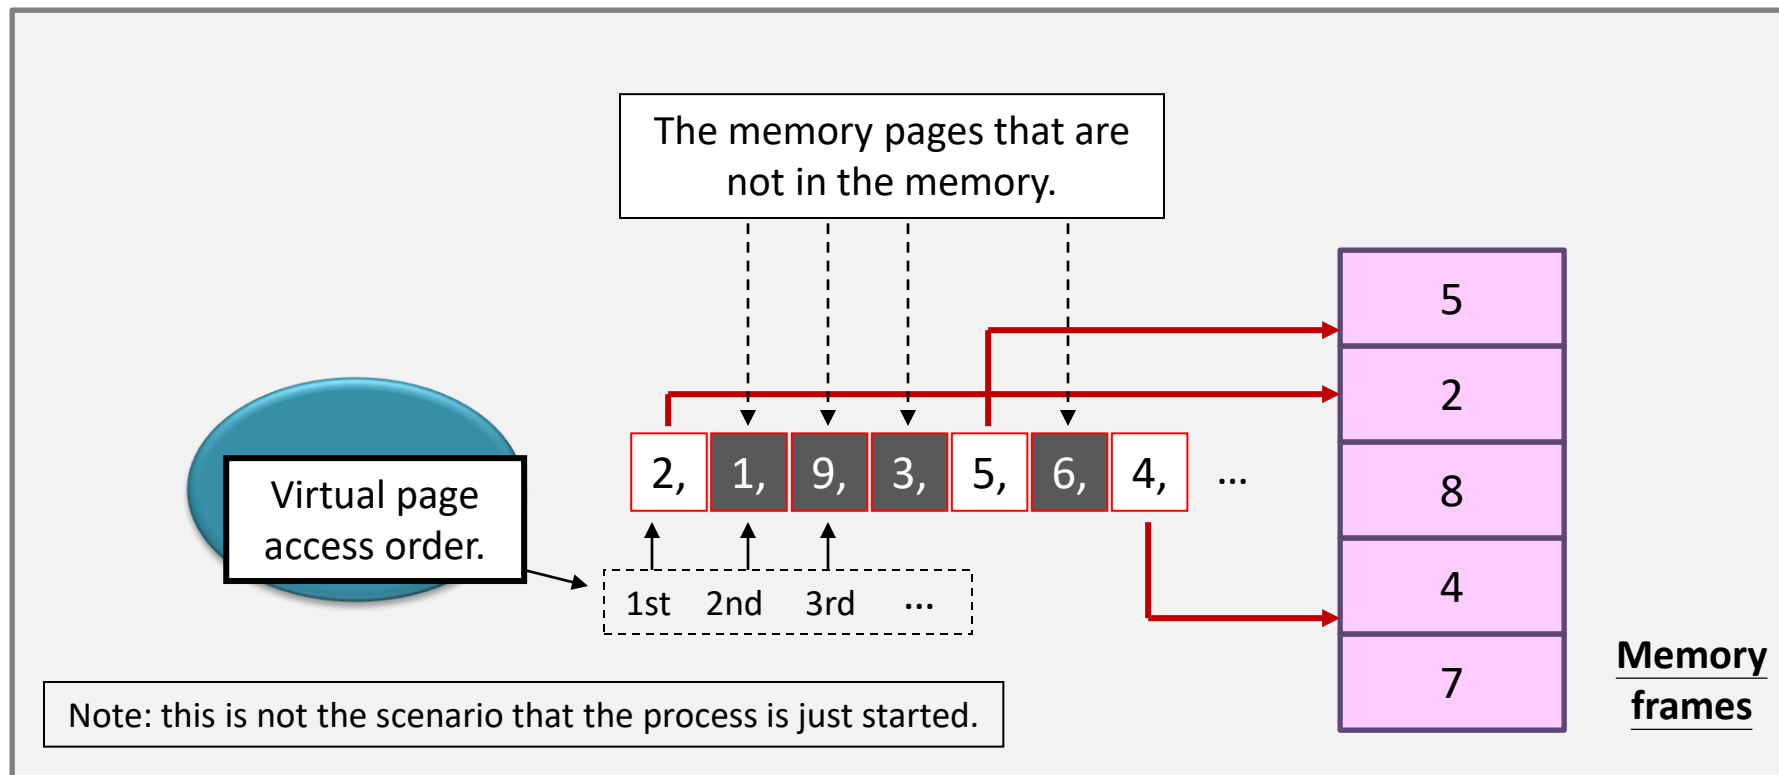 The memory pages that are
not in the memory.
5
2
8
4
7
2, 1, 9, 3, 5, 6, 4, ...
Virtual page
access order.
1st 2nd 3rd ...
Memory
frames
Note: this is not the scenario that the process is just started.